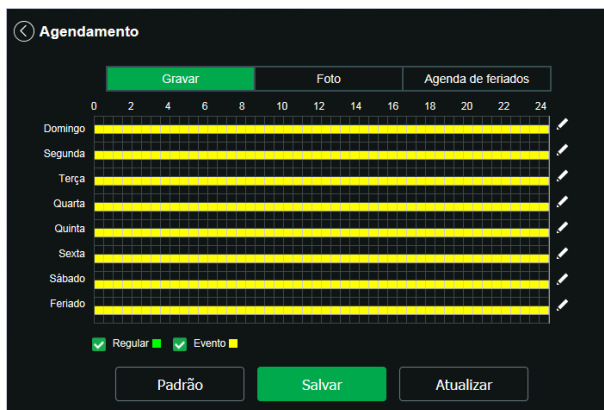 Agendamento
Gravar Foto Agenda de feriados
0 2 4 6 8 10 12 14 16 18 20 22 24
Domingo
Segunda
Terça
Quarta
Quinta
Sexta
Sábado
Feriado
Regular Evento
Padrão Salvar Atualizar